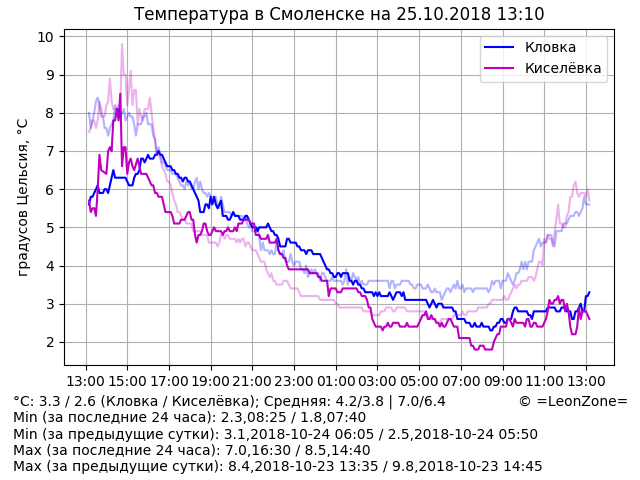 Температура в Смоленске на 25.10.2018 13:10
10
9
8
7
6
5
4
3
2
градусов Цельсия, °С
Кловка
Киселёвка
13:00 15:00 17:00 19:00 21:00 23:00 01:00 03:00 05:00 07:00 09:00 11:00 13:00
°C: 3.3 / 2.6 (Кловка / Киселёвка); Средняя: 4.2/3.8 | 7.0/6.4 © =LeonZone=
Min (за последние 24 часа): 2.3,08:25 / 1.8,07:40
Min (за предыдущие сутки): 3.1,2018-10-24 06:05 / 2.5,2018-10-24 05:50
Max (за последние 24 часа): 7.0,16:30 / 8.5,14:40
Max (за предыдущие сутки): 8.4,2018-10-23 13:35 / 9.8,2018-10-23 14:45